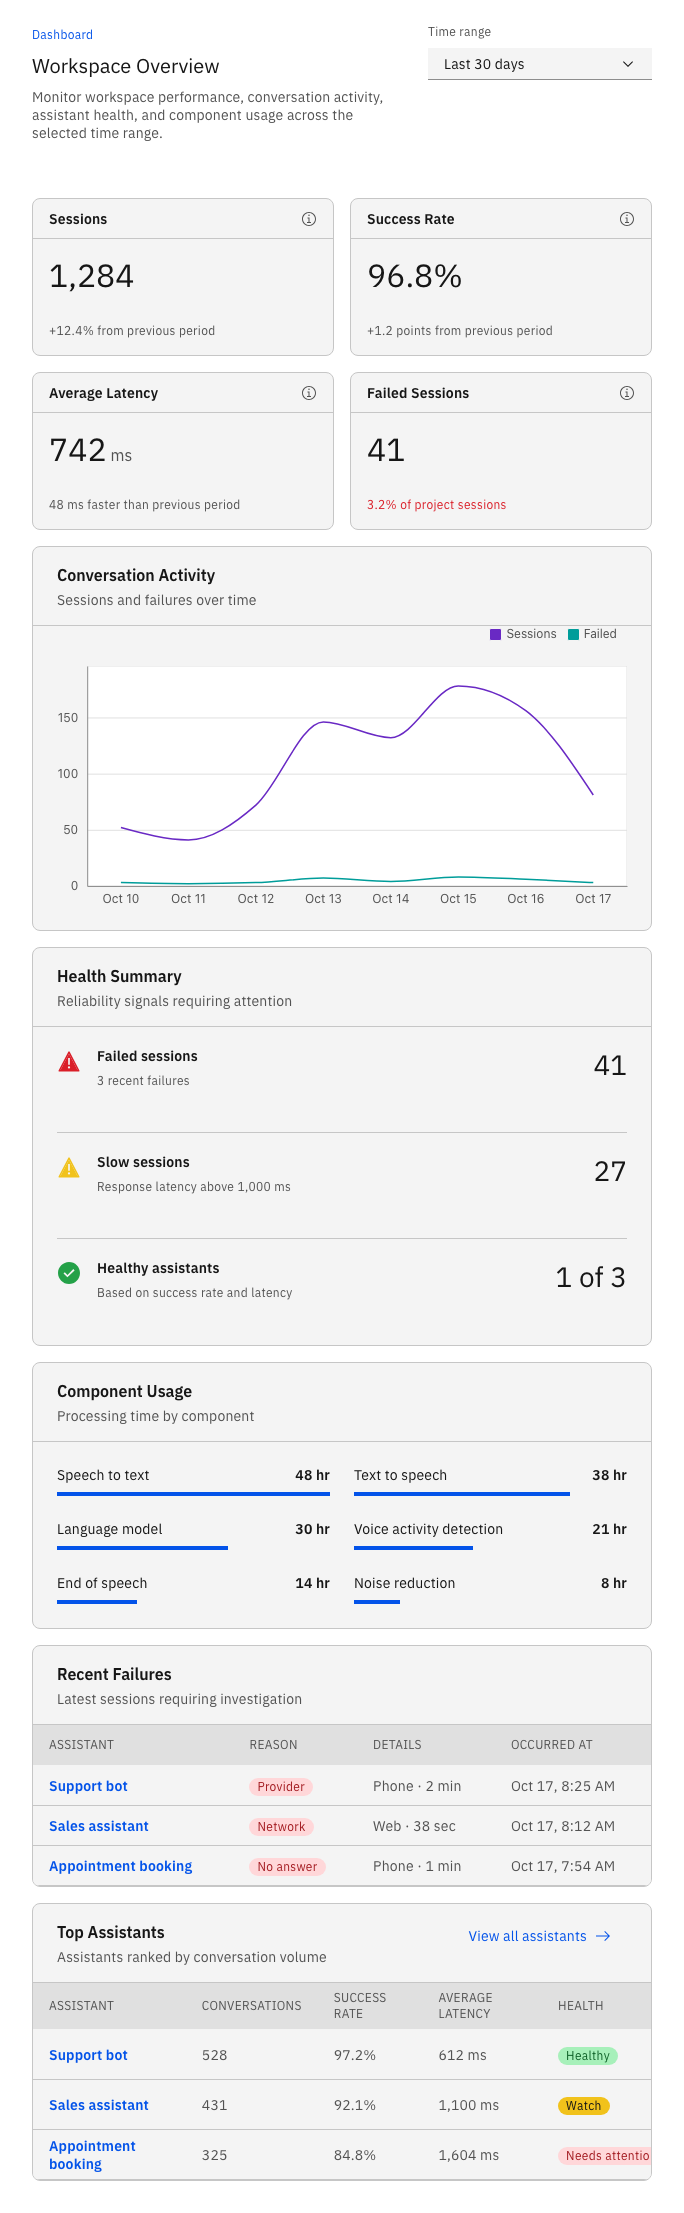 Dashboard
Time range
Workspace Overview
Last 30 days
Monitor workspace performance, conversation activity,
assistant health, and component usage across the
selected time range.
Sessions
Success Rate
1,284
96.8%
+12.4% from previous period
+1.2 points from previous period
Average Latency
Failed Sessions
742 ms
41
48 ms faster than previous period
3.2% of project sessions
Conversation Activity
Sessions and failures over time
Sessions Failed
150
100
50
0
Oct 10 Oct 11 Oct 12 Oct 13 Oct 14 Oct 15 Oct 16 Oct 17
Health Summary
Reliability signals requiring attention
Failed sessions
41
3 recent failures
Slow sessions
27
Response latency above 1,000 ms
Healthy assistants
1 of 3
Based on success rate and latency
Component Usage
Processing time by component
Speech to text 48 hr
Text to speech 38 hr
Language model 30 hr
Voice activity detection 21 hr
End of speech 14 hr
Noise reduction 8 hr
Recent Failures
Latest sessions requiring investigation
ASSISTANT REASON DETAILS OCCURRED AT
Support bot Provider Phone · 2 min Oct 17, 8:25 AM
Sales assistant Network Web · 38 sec Oct 17, 8:12 AM
Appointment booking No answer Phone · 1 min Oct 17, 7:54 AM
Top Assistants
View all assistants
Assistants ranked by conversation volume
ASSISTANT CONVERSATIONS SUCCESS RATE AVERAGE LATENCY HEALTH
Support bot 528 97.2% 612 ms Healthy
Sales assistant 431 92.1% 1,100 ms Watch
Appointment booking 325 84.8% 1,604 ms Needs attentio